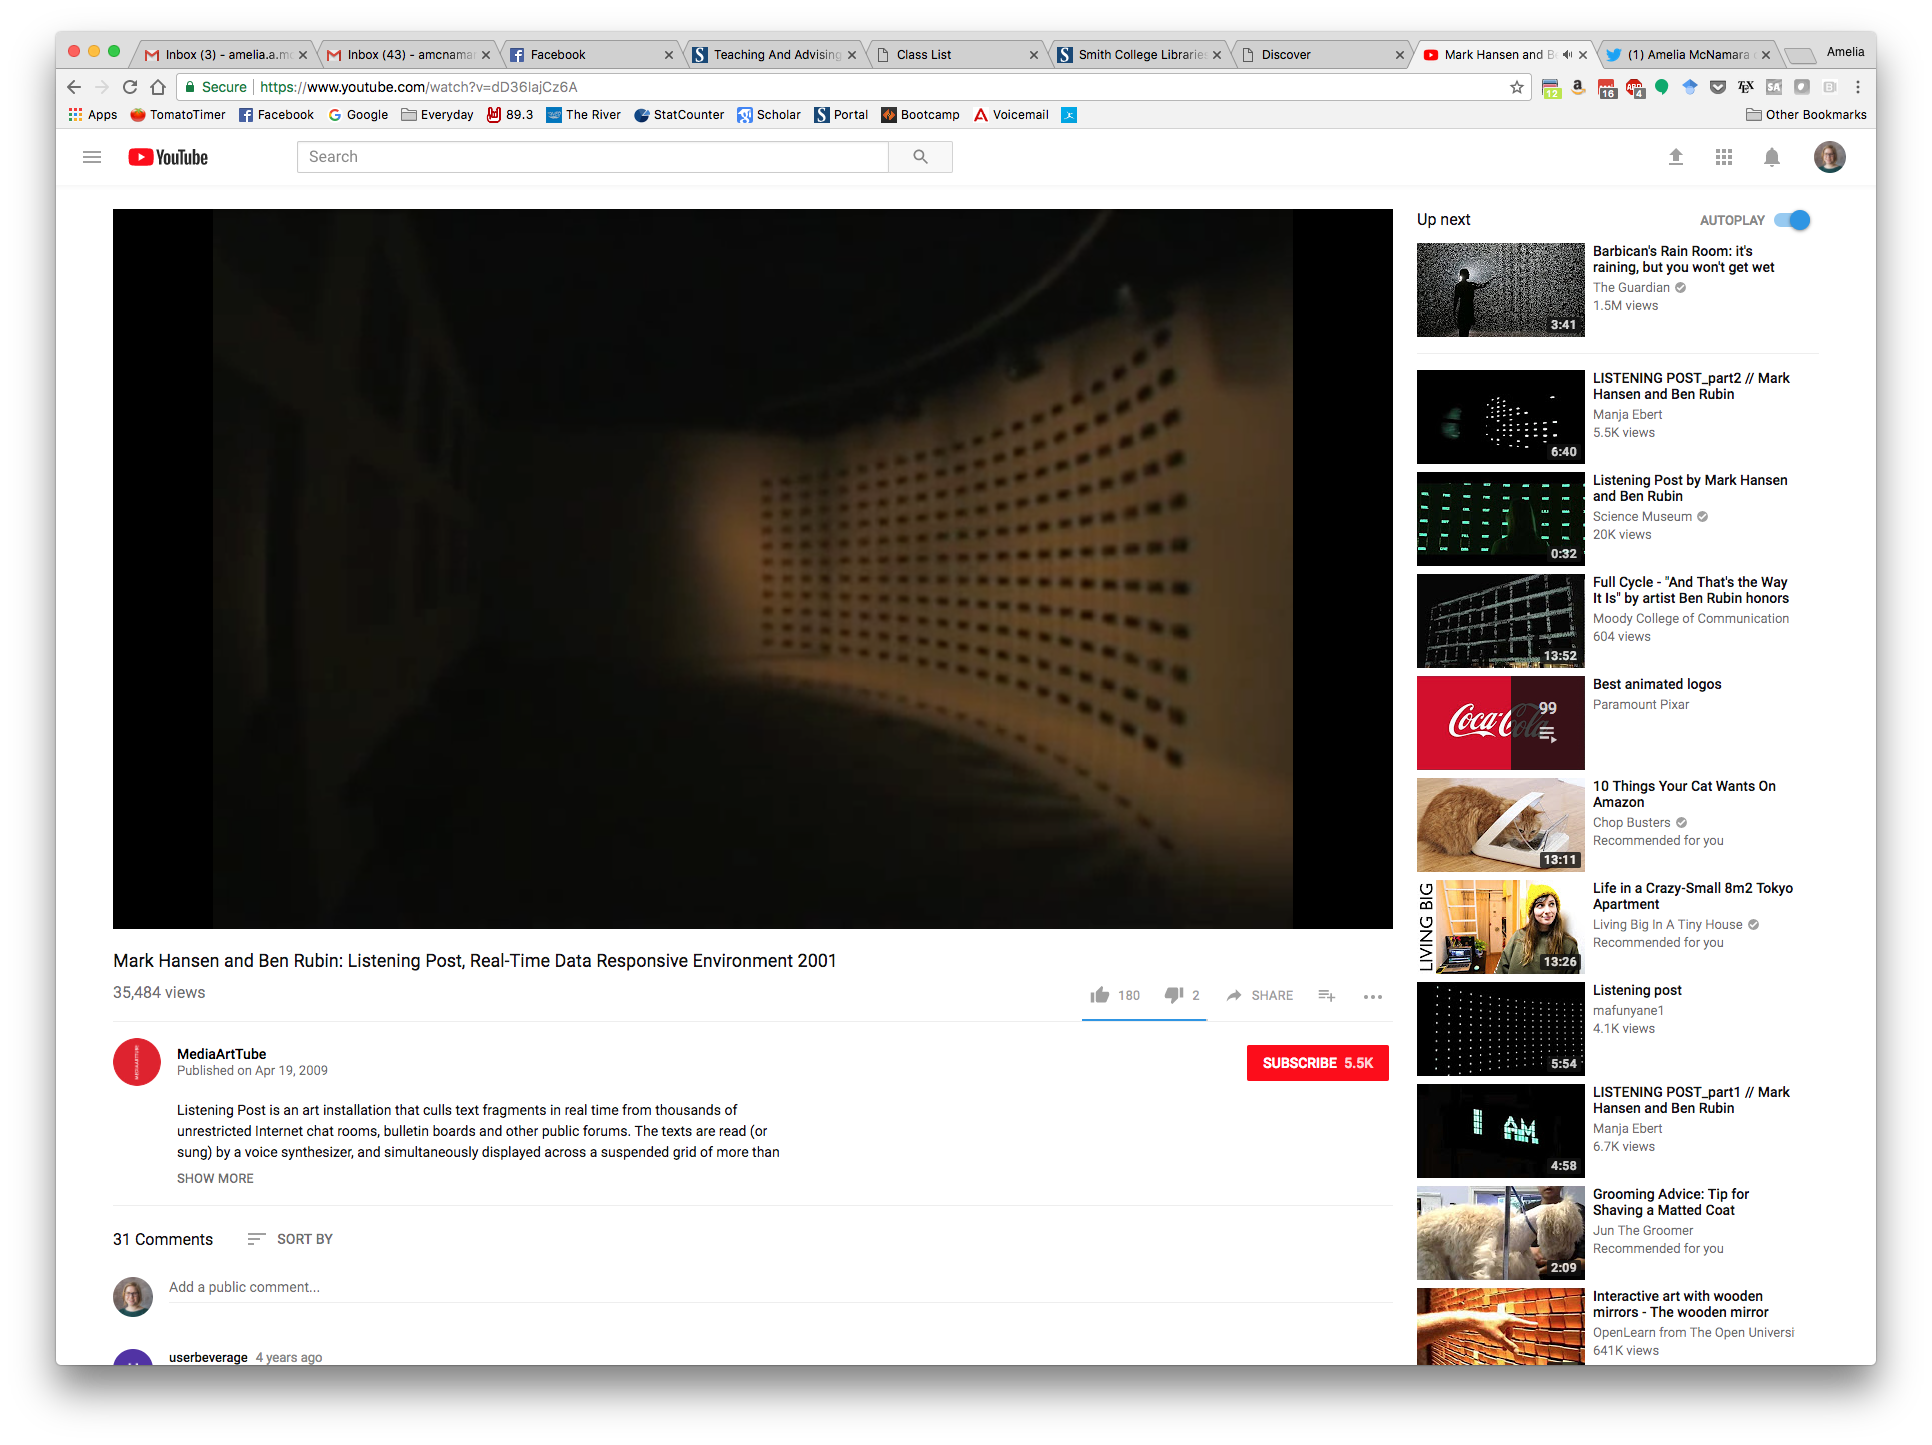 Inbox (3) - amelia.a.mc
Inbox (43) - amcnamar
Facebook
Teaching And Advising
Class List
Smith College Libraries
Discover
Mark Hansen and Be
(1) Amelia McNamara
Amelia
Secure
https://www.youtube.com/watch?v=dD36IajCz6A
12
16
4
Apps
TomatoTimer
Facebook
Google
Everyday
89.3
The River
StatCounter
Scholar
Portal
Bootcamp
Voicemail
Other Bookmarks
YouTube
Search
Mark Hansen and Ben Rubin: Listening Post, Real-Time Data Responsive Environment 2001
35,484 views
180
2
SHARE
MediaArtTube
Published on Apr 19, 2009
SUBSCRIBE 5.5K
Listening Post is an art installation that culls text fragments in real time from thousands of
unrestricted Internet chat rooms, bulletin boards and other public forums. The texts are read (or
sung) by a voice synthesizer, and simultaneously displayed across a suspended grid of more than
SHOW MORE
31 Comments
SORT BY
Add a public comment...
userbeverage 4 years ago
Up next
AUTOPLAY
Barbican's Rain Room: it's
raining, but you won't get wet
The Guardian
1.5M views
3:41
LISTENING POST_part2 // Mark
Hansen and Ben Rubin
Manja Ebert
5.5K views
6:40
Listening Post by Mark Hansen
and Ben Rubin
Science Museum
20K views
0:32
Full Cycle - "And That's the Way
It Is" by artist Ben Rubin honors
Moody College of Communication
604 views
13:52
Best animated logos
Paramount Pixar
Coca-Cola
99
10 Things Your Cat Wants On
Amazon
Chop Busters
Recommended for you
13:11
Life in a Crazy-Small 8m2 Tokyo
Apartment
Living Big In A Tiny House
Recommended for you
LIVING BIG
13:26
Listening post
mafunyane1
4.1K views
5:54
LISTENING POST_part1 // Mark
Hansen and Ben Rubin
Manja Ebert
6.7K views
I AM
4:58
Grooming Advice: Tip for
Shaving a Matted Coat
Jun The Groomer
Recommended for you
2:09
Interactive art with wooden
mirrors - The wooden mirror
OpenLearn from The Open Universi
641K views